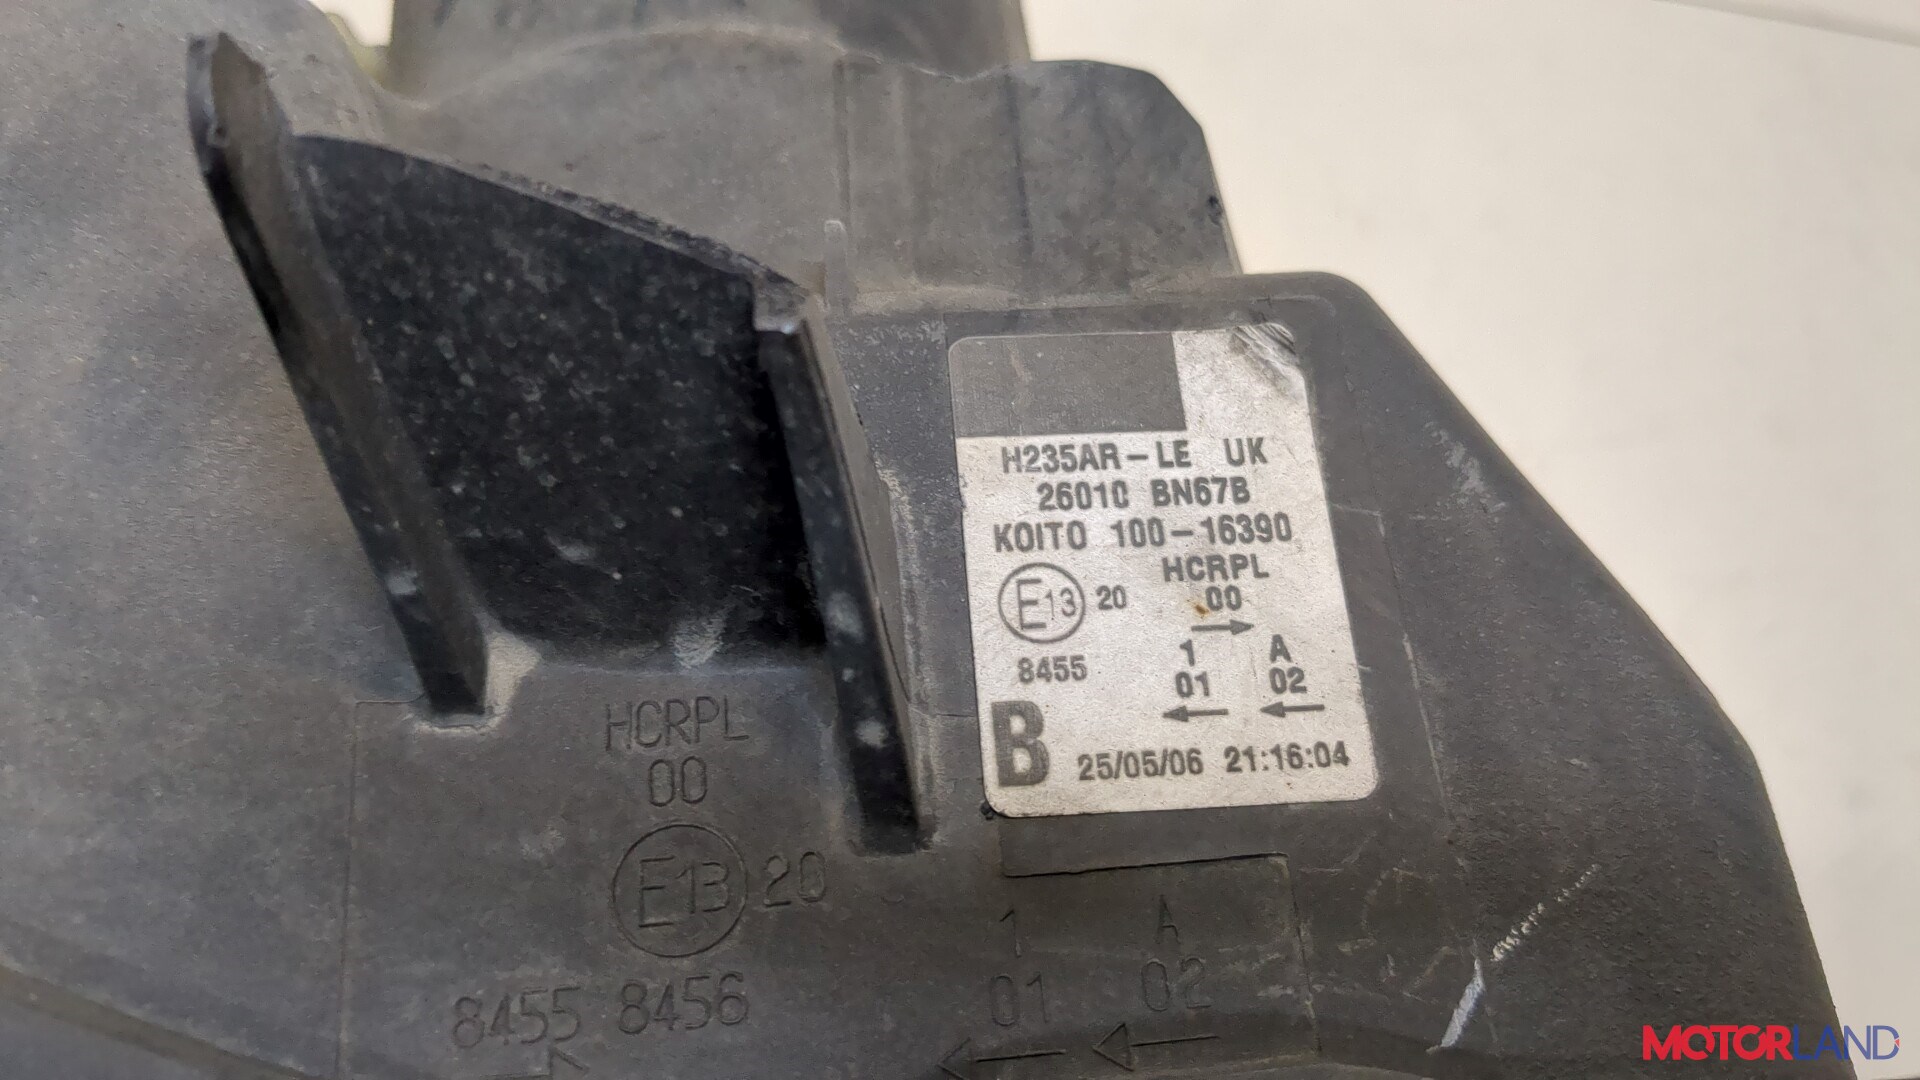 H235AR-LE UK
26010 BN67B
KOITO 100-16390
HCRPL
E13 20 00
1 A
8455 01 02
B 25/05/06 21:16:04
HCRPL
00
E13 20
8455 8456
1 A
01 02
MOTORLAND